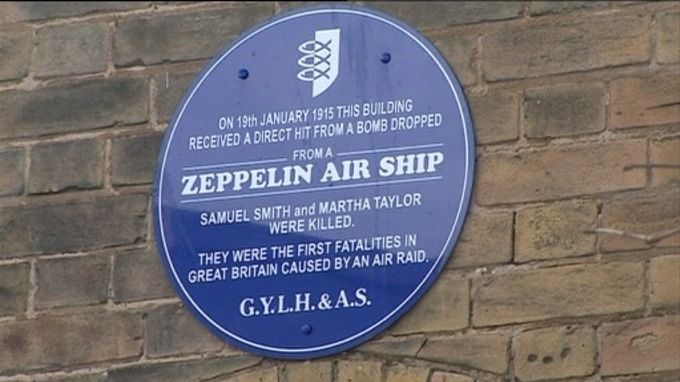 ON 19th JANUARY 1915 THIS BUILDING
RECEIVED A DIRECT HIT FROM A BOMB DROPPED
FROM A
ZEPPELIN AIR SHIP
SAMUEL SMITH and MARTHA TAYLOR
WERE KILLED.
THEY WERE THE FIRST FATALITIES IN
GREAT BRITAIN CAUSED BY AN AIR RAID.
G.Y.L.H. & A.S.